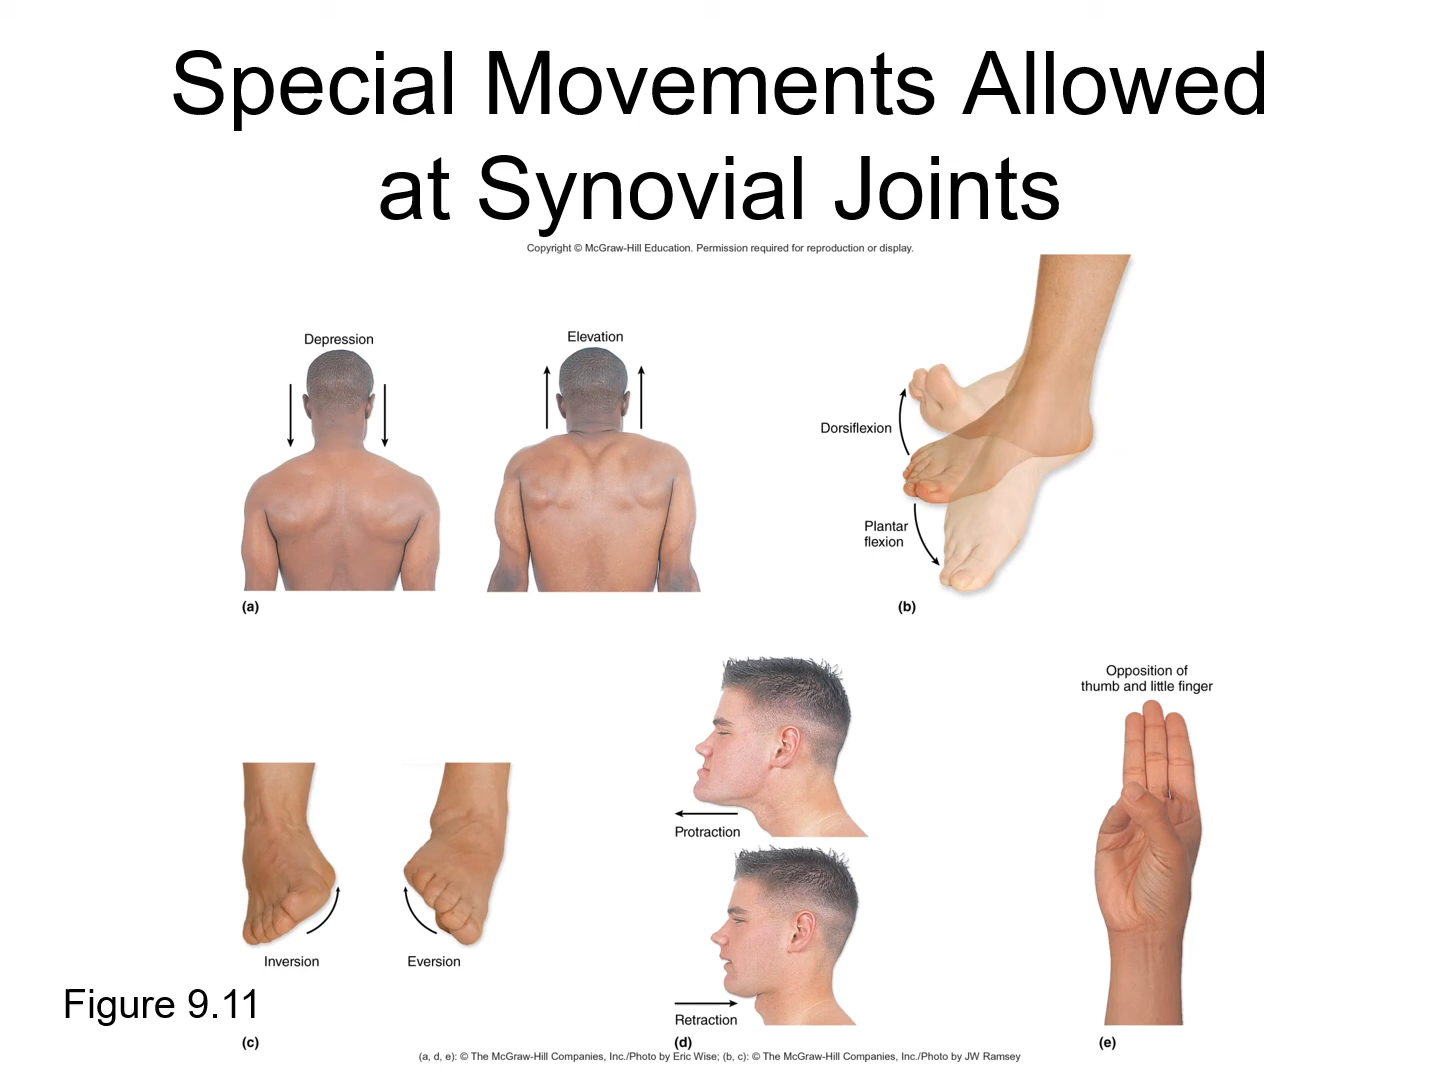 Special Movements Allowed
at Synovial Joints
Copyright © McGraw-Hill Education. Permission required for reproduction or display.
Depression
Elevation
Dorsiflexion
Plantar
flexion
(a)
(b)
Opposition of
thumb and little finger
Protraction
Inversion
Eversion
Retraction
Figure 9.11
(c)
(d)
(e)
(a, d, e): © The McGraw-Hill Companies, Inc./Photo by Eric Wise; (b, c): © The McGraw-Hill Companies, Inc./Photo by JW Ramsey